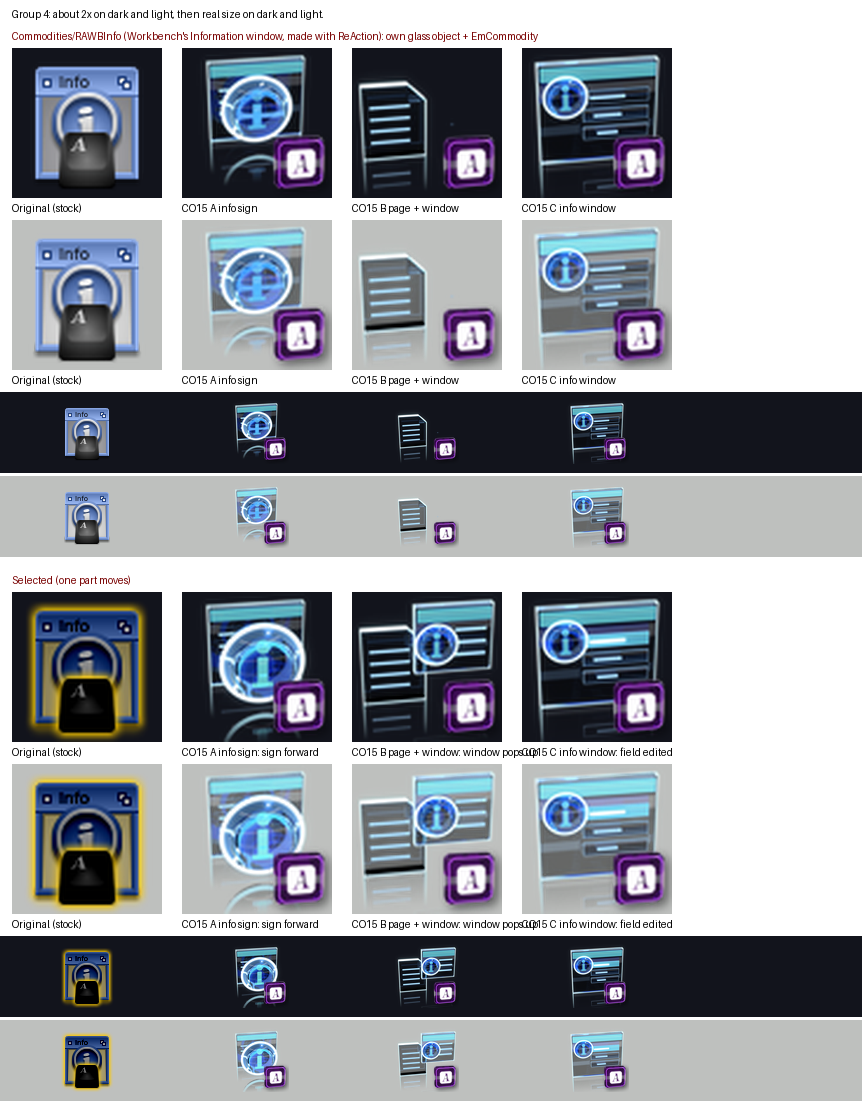 Group 4: about 2x on dark and light, then real size on dark and light.
Commodities/RAWBInfo (Workbench's Information window, made with ReAction): own glass object + EmCommodity
Info
i
A
i
A
A
i
A
Original (stock)
CO15 A info sign
CO15 B page + window
CO15 C info window
Info
i
A
i
A
A
i
A
Original (stock)
CO15 A info sign
CO15 B page + window
CO15 C info window
Info
A
A
i
A
Info
A
A
i
A
Selected (one part moves)
Info
i
A
i
A
i
A
i
A
Original (stock)
CO15 A info sign: sign forward
CO15 B page + window: window pops up
CO15 C info window: field edited
Info
i
A
i
A
i
A
i
A
Original (stock)
CO15 A info sign: sign forward
CO15 B page + window: window pops up
CO15 C info window: field edited
Info
i
A
i
A
i
A
Info
i
A
i
A
i
A